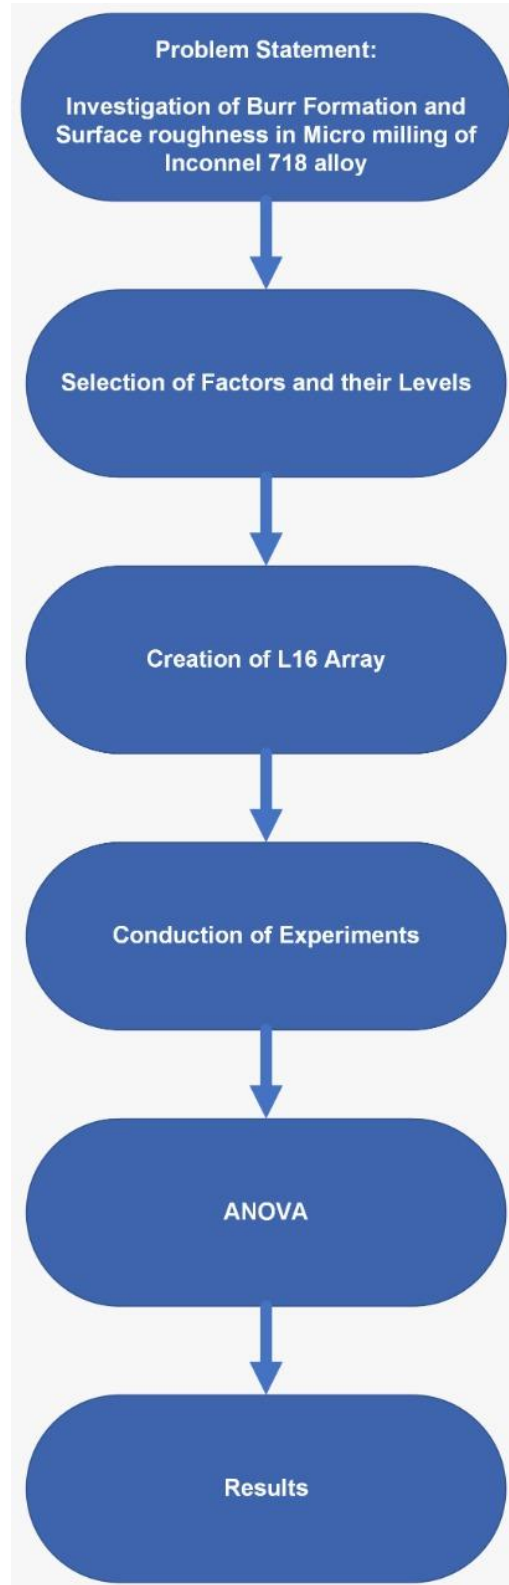 Problem Statement:
Investigation of Burr Formation and
Surface roughness in Micro milling of
Inconnel 718 alloy
Selection of Factors and their Levels
Creation of L16 Array
Conduction of Experiments
ANOVA
Results